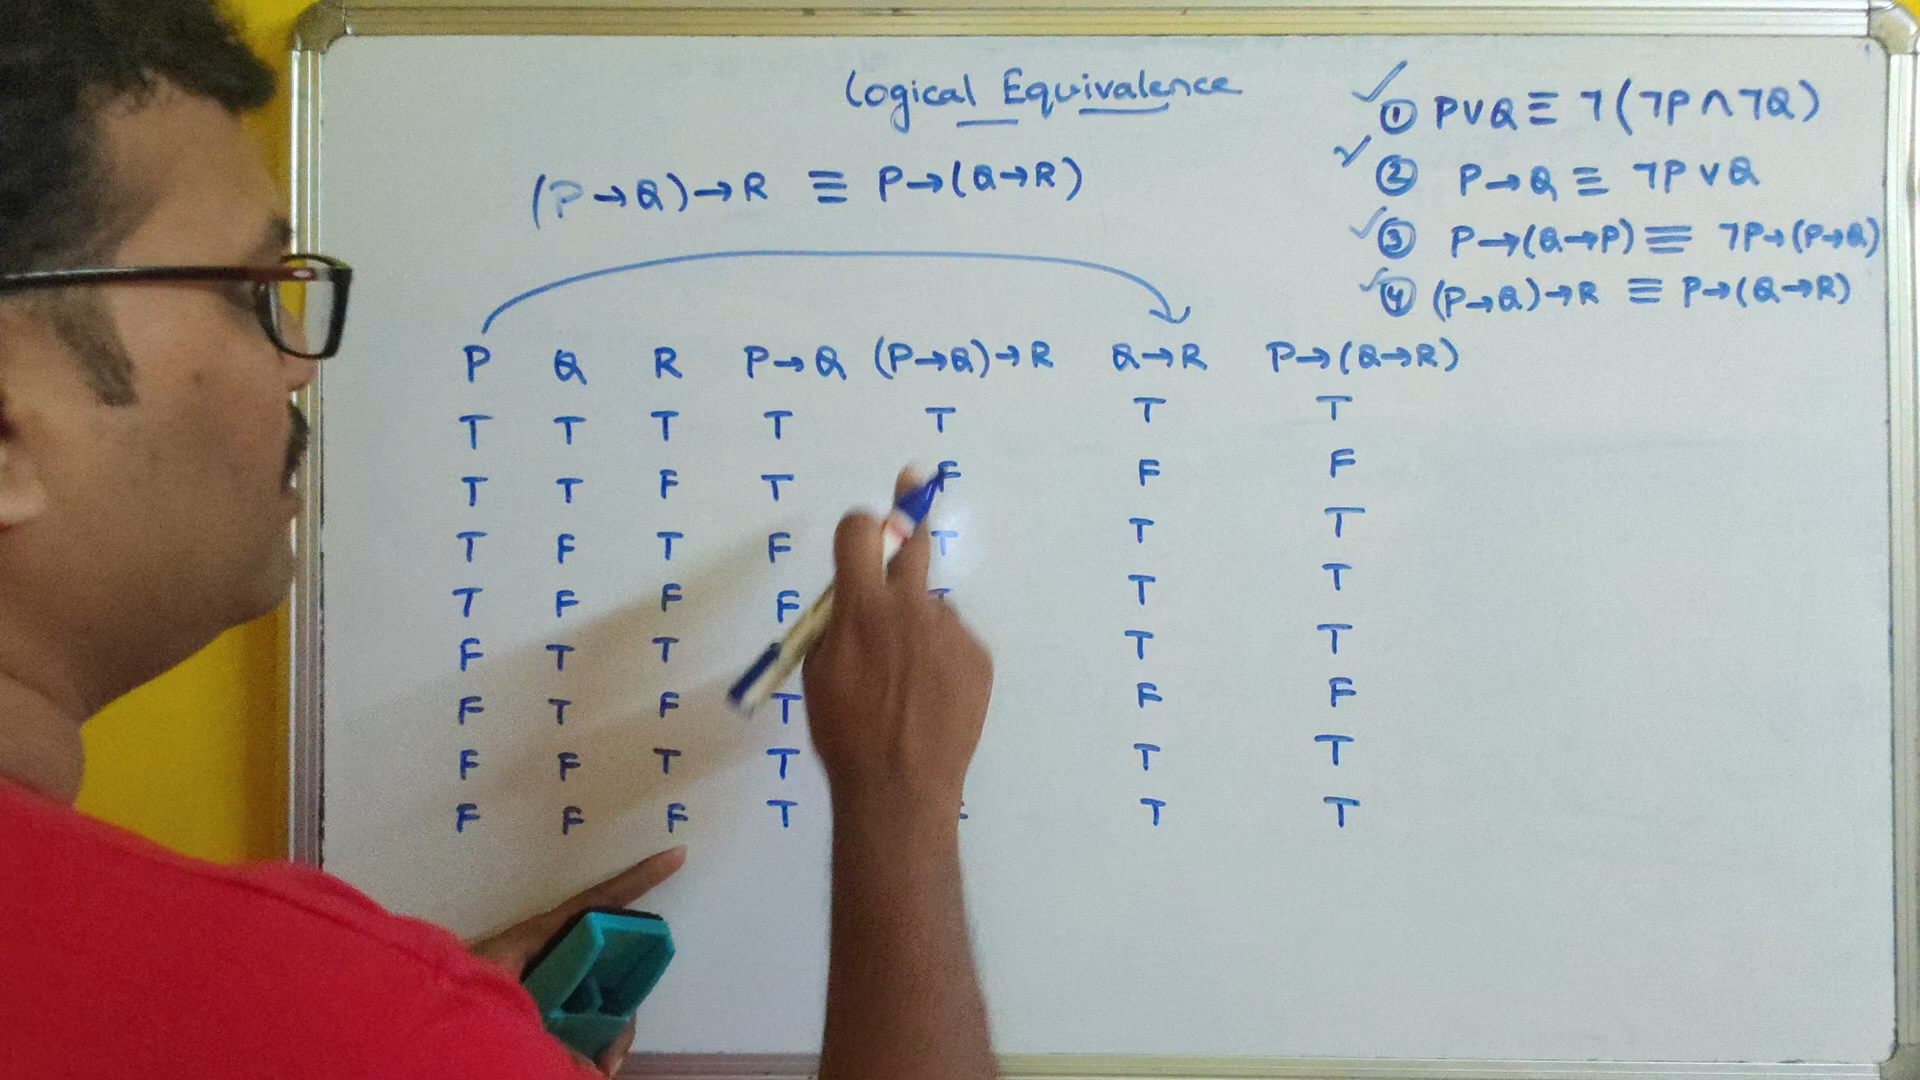 Logical Equivalence
(P→Q)→R ≡ P→(Q→R)
① P∨Q ≡ ¬(¬P∧¬Q)
② P→Q ≡ ¬P∨Q
③ P→(Q→P) ≡ ¬P→(P→Q)
④ (P→Q)→R ≡ P→(Q→R)
P Q R P→Q (P→Q)→R Q→R P→(Q→R)
T T T T T T T
T T F T F F F
T F T F T T T
T F F F T T
F T T T T
F T F T F F
F F T T T T
F F F T T T